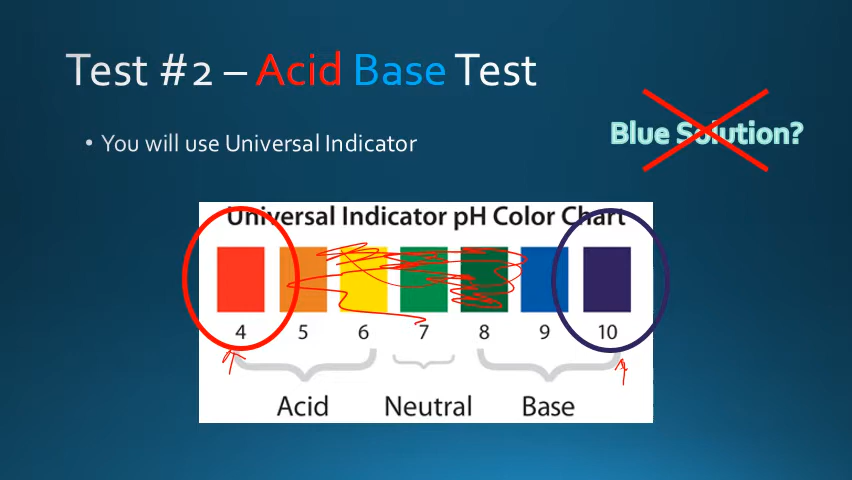 Test #2 – Acid Base Test
Blue Solution?
• You will use Universal Indicator
Universal Indicator pH Color Chart
4 5 6 7 8 9 10
Acid Neutral Base